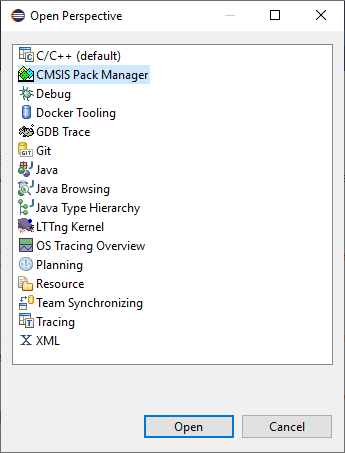 Open Perspective
C/C++ (default)
CMSIS Pack Manager
Debug
Docker Tooling
GDB Trace
Git
Java
Java Browsing
Java Type Hierarchy
LTTng Kernel
OS Tracing Overview
Planning
Resource
Team Synchronizing
Tracing
XML
Open
Cancel